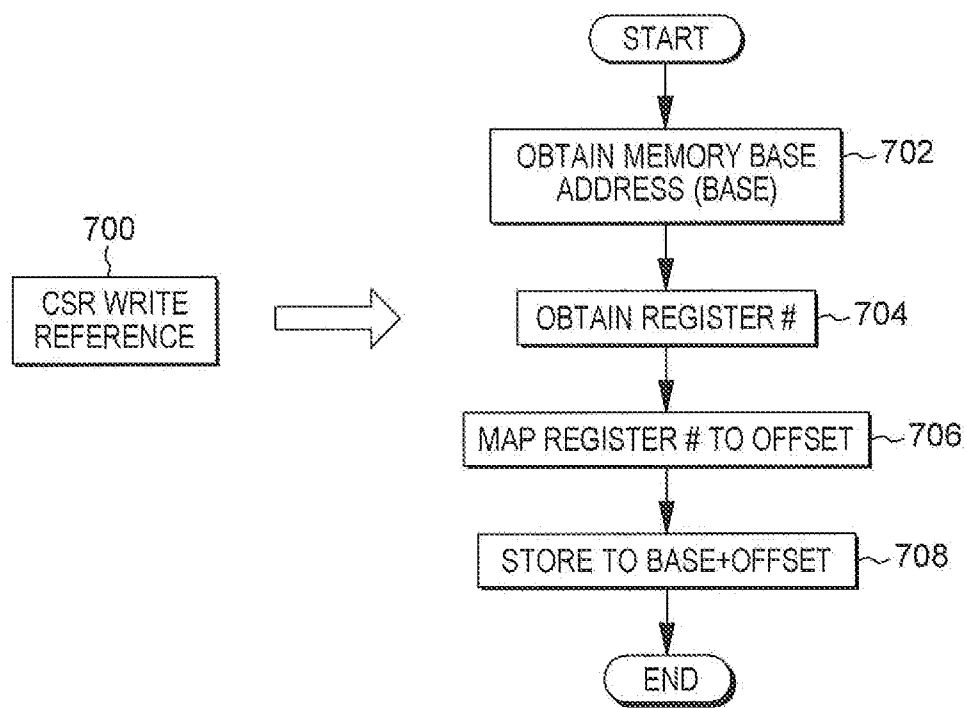 START
OBTAIN MEMORY BASE
ADDRESS (BASE)
702
700
CSR WRITE
REFERENCE
OBTAIN REGISTER #
704
MAP REGISTER # TO OFFSET
706
STORE TO BASE+OFFSET
708
END